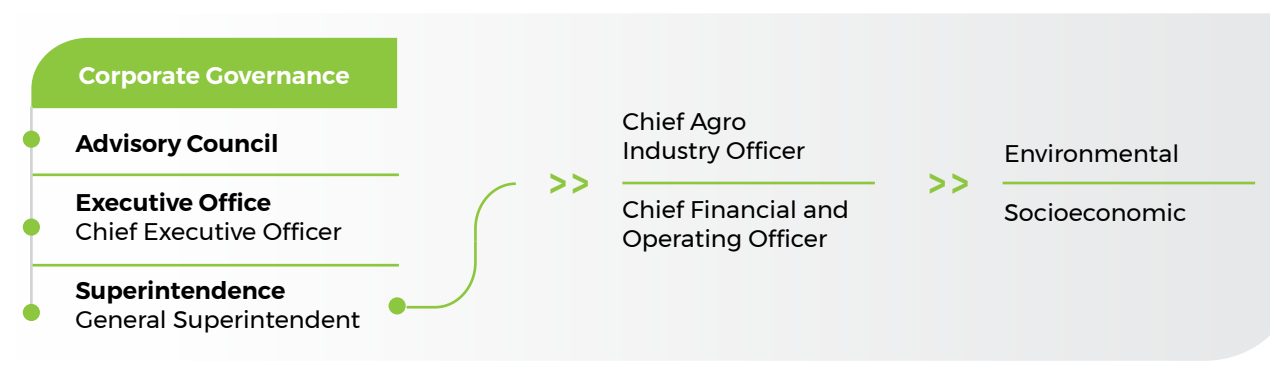 Corporate Governance
Advisory Council
Executive Office
Chief Executive Officer
Superintendence
General Superintendent
>>
Chief Agro
Industry Officer
Chief Financial and
Operating Officer
>>
Environmental
Socioeconomic